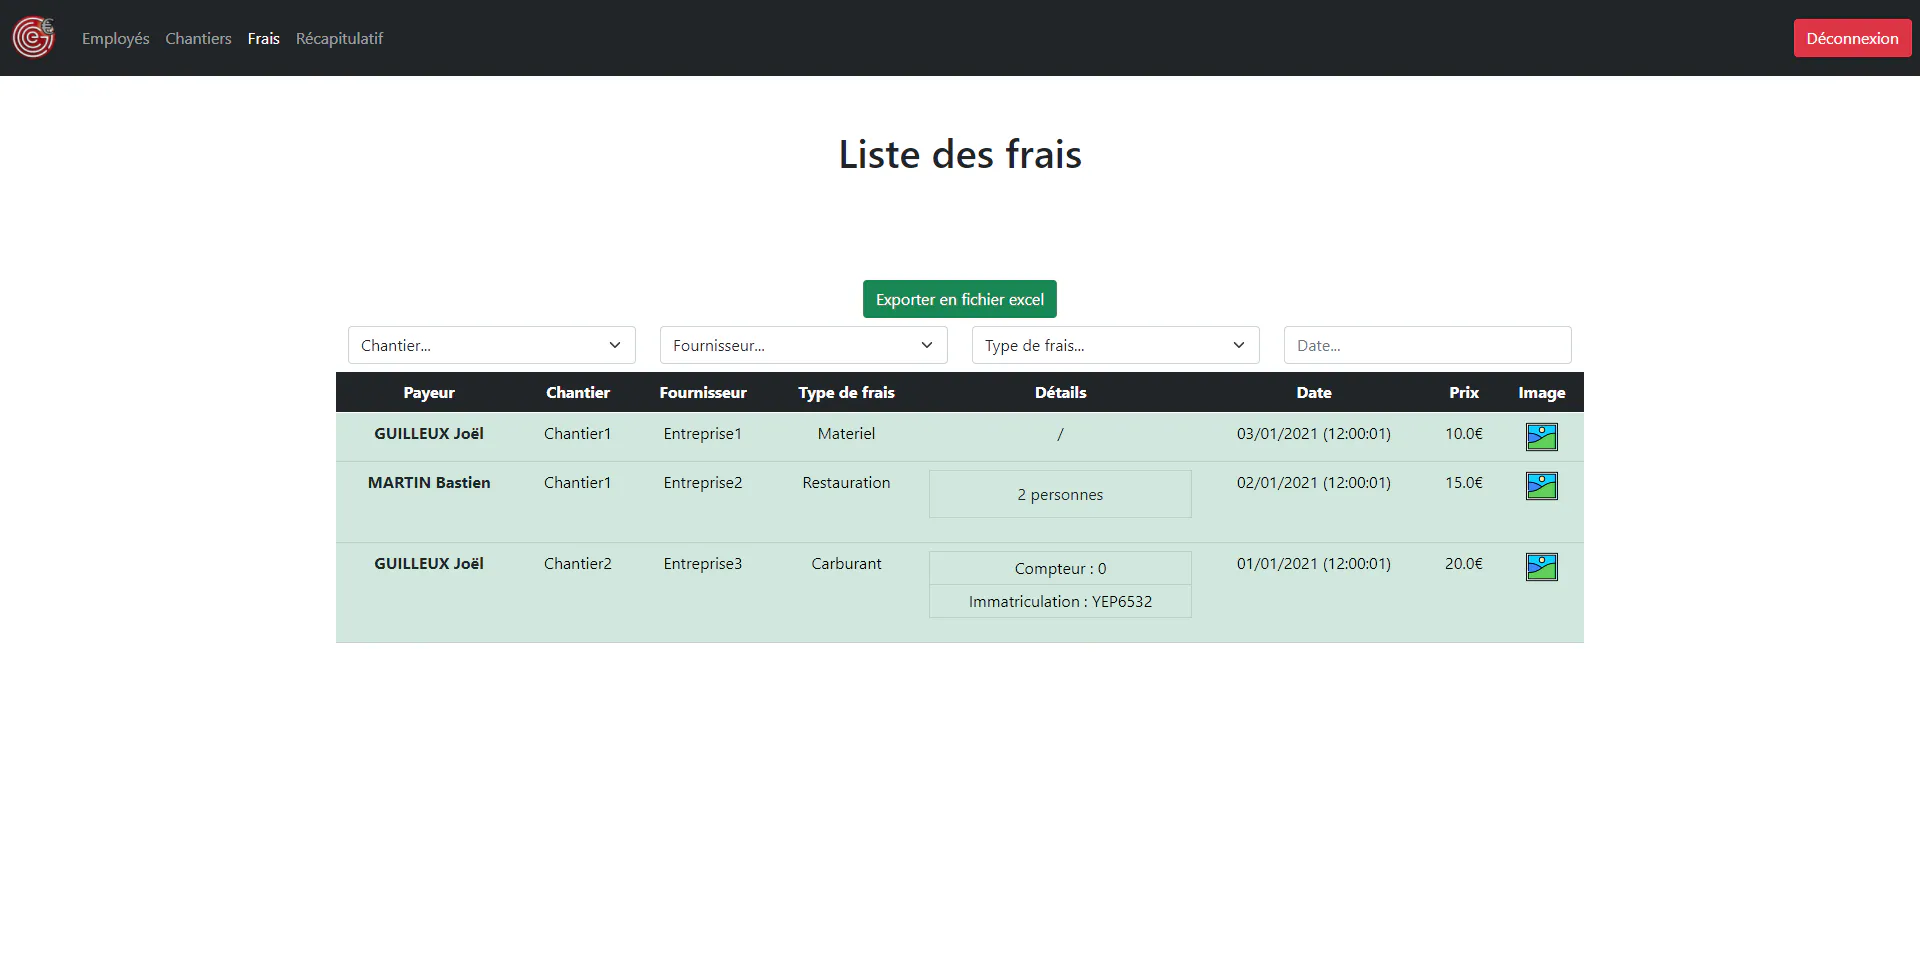 Employés Chantiers Frais Récapitulatif Déconnexion
Liste des frais
Exporter en fichier excel
Chantier... Fournisseur... Type de frais... Date...
Payeur Chantier Fournisseur Type de frais Détails Date Prix Image
GUILLEUX Joël Chantier1 Entreprise1 Materiel / 03/01/2021 (12:00:01) 10.0€
MARTIN Bastien Chantier1 Entreprise2 Restauration 2 personnes 02/01/2021 (12:00:01) 15.0€
GUILLEUX Joël Chantier2 Entreprise3 Carburant Compteur : 0 01/01/2021 (12:00:01) 20.0€
Immatriculation : YEP6532